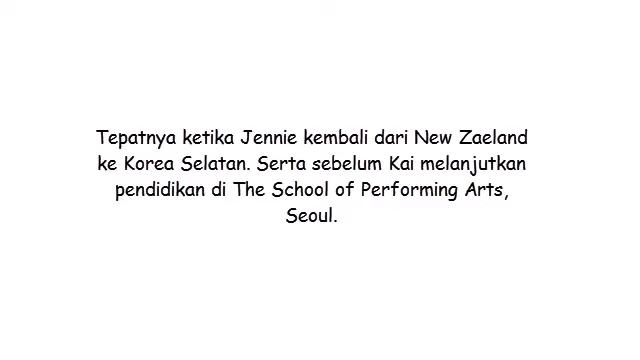 Tepatnya ketika Jennie kembali dari New Zaeland
ke Korea Selatan. Serta sebelum Kai melanjutkan
pendidikan di The School of Performing Arts,
Seoul.